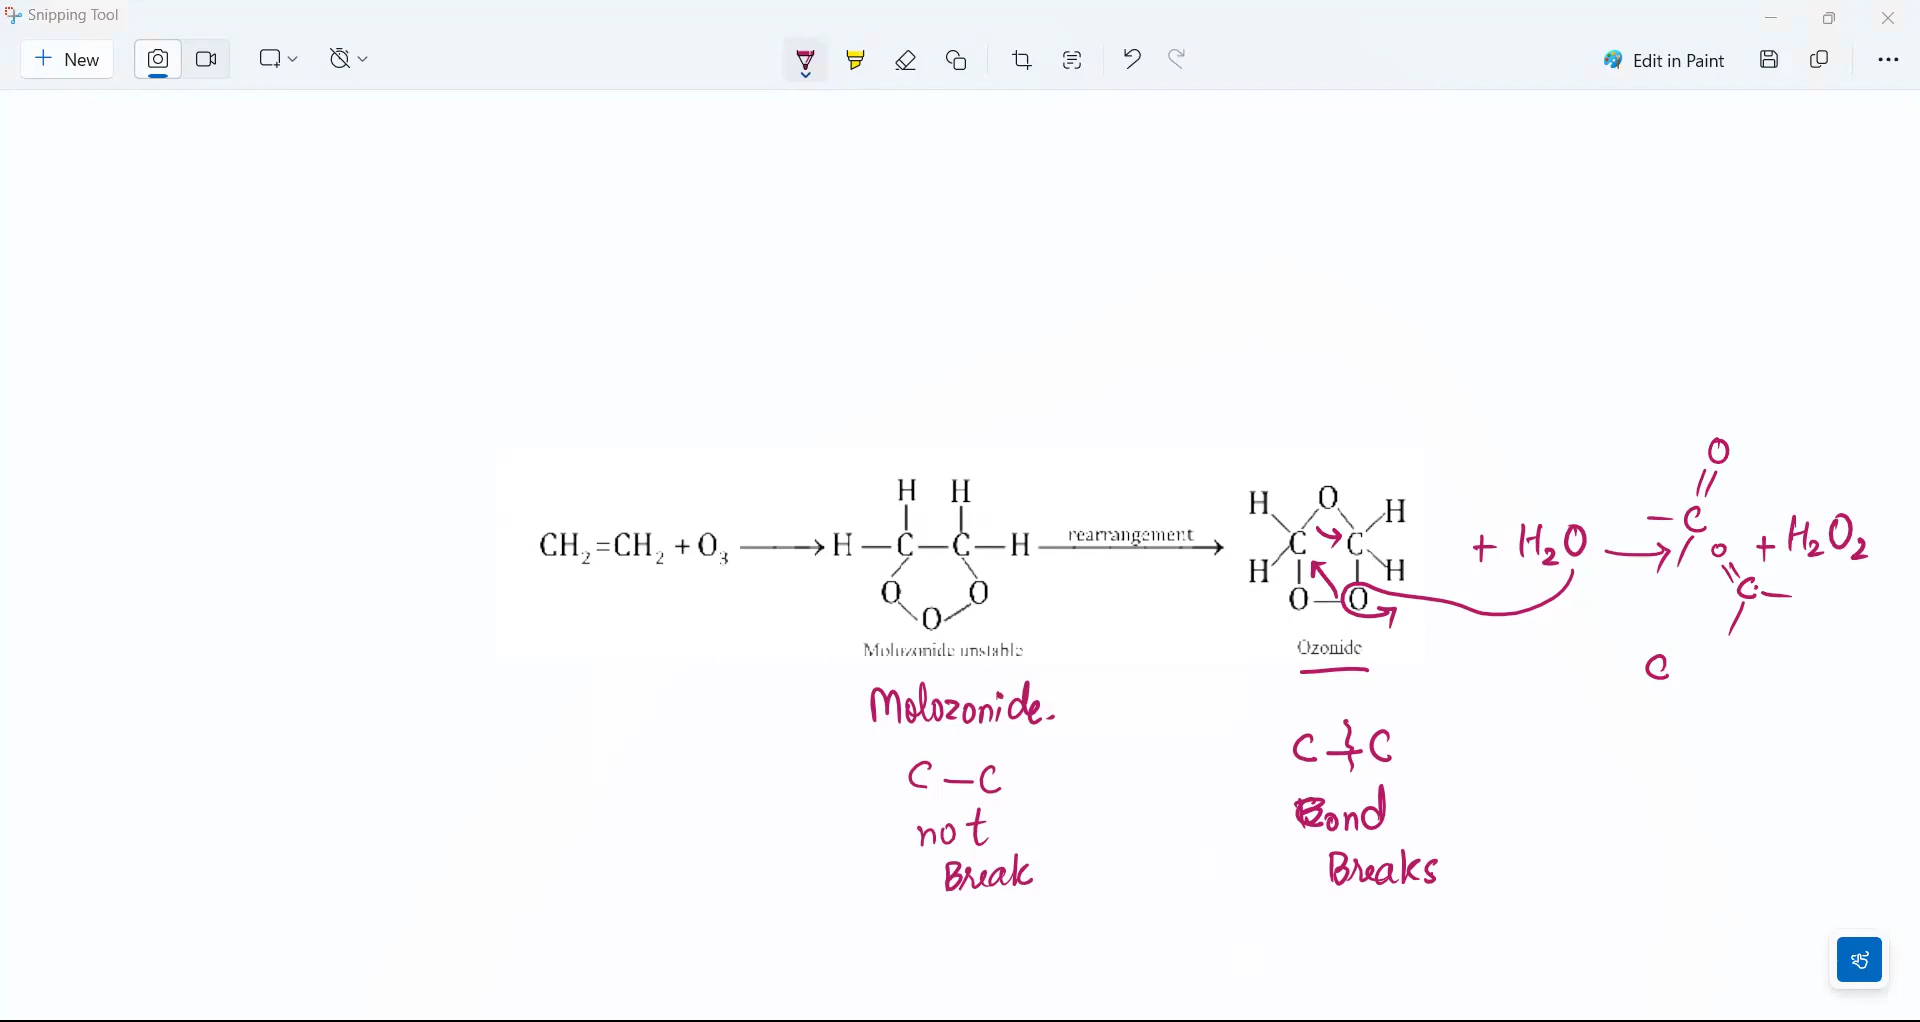 Snipping Tool
New
Edit in Paint
CH₂=CH₂ + O₃ ⟶ H—C—C—H rearrangement ⟶
H H
O O
O
Molozonide unstable
H O H
C C
H H
O—O
Ozonide
+ H₂O ⟶
O
–C
O
C–
+ H₂O₂
C
Molozonide.
C–C
not
Break
C–C
Bond
Breaks